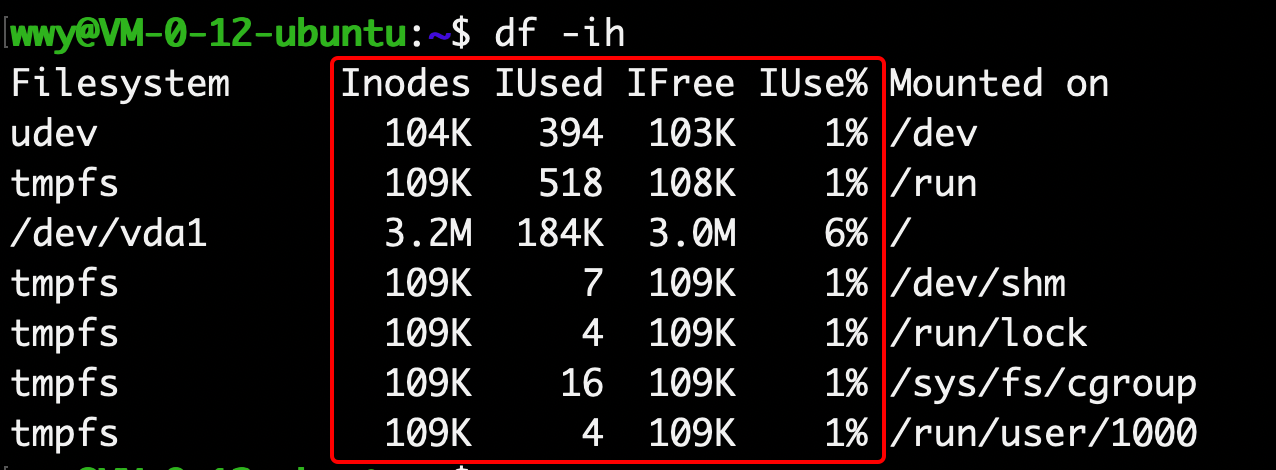 wwy@VM-0-12-ubuntu:~$ df -ih
Filesystem     Inodes IUsed IFree IUse% Mounted on
udev             104K   394  103K    1% /dev
tmpfs            109K   518  108K    1% /run
/dev/vda1        3.2M  184K  3.0M    6% /
tmpfs            109K     7  109K    1% /dev/shm
tmpfs            109K     4  109K    1% /run/lock
tmpfs            109K    16  109K    1% /sys/fs/cgroup
tmpfs            109K     4  109K    1% /run/user/1000